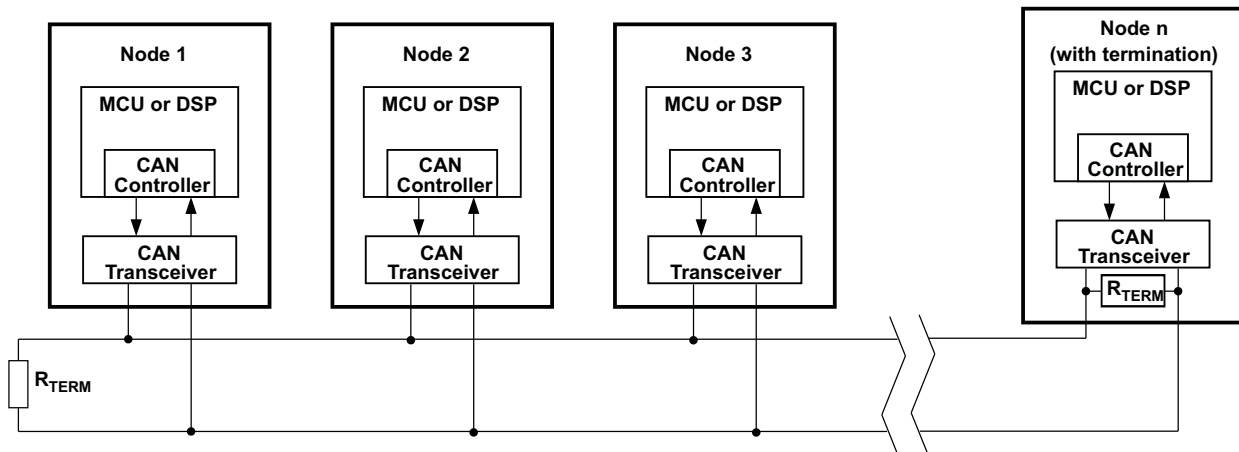 Node 1
MCU or DSP
CAN
Controller
CAN
Transceiver
Node 2
MCU or DSP
CAN
Controller
CAN
Transceiver
Node 3
MCU or DSP
CAN
Controller
CAN
Transceiver
Node n
(with termination)
MCU or DSP
CAN
Controller
CAN
Transceiver
RTERM
RTERM